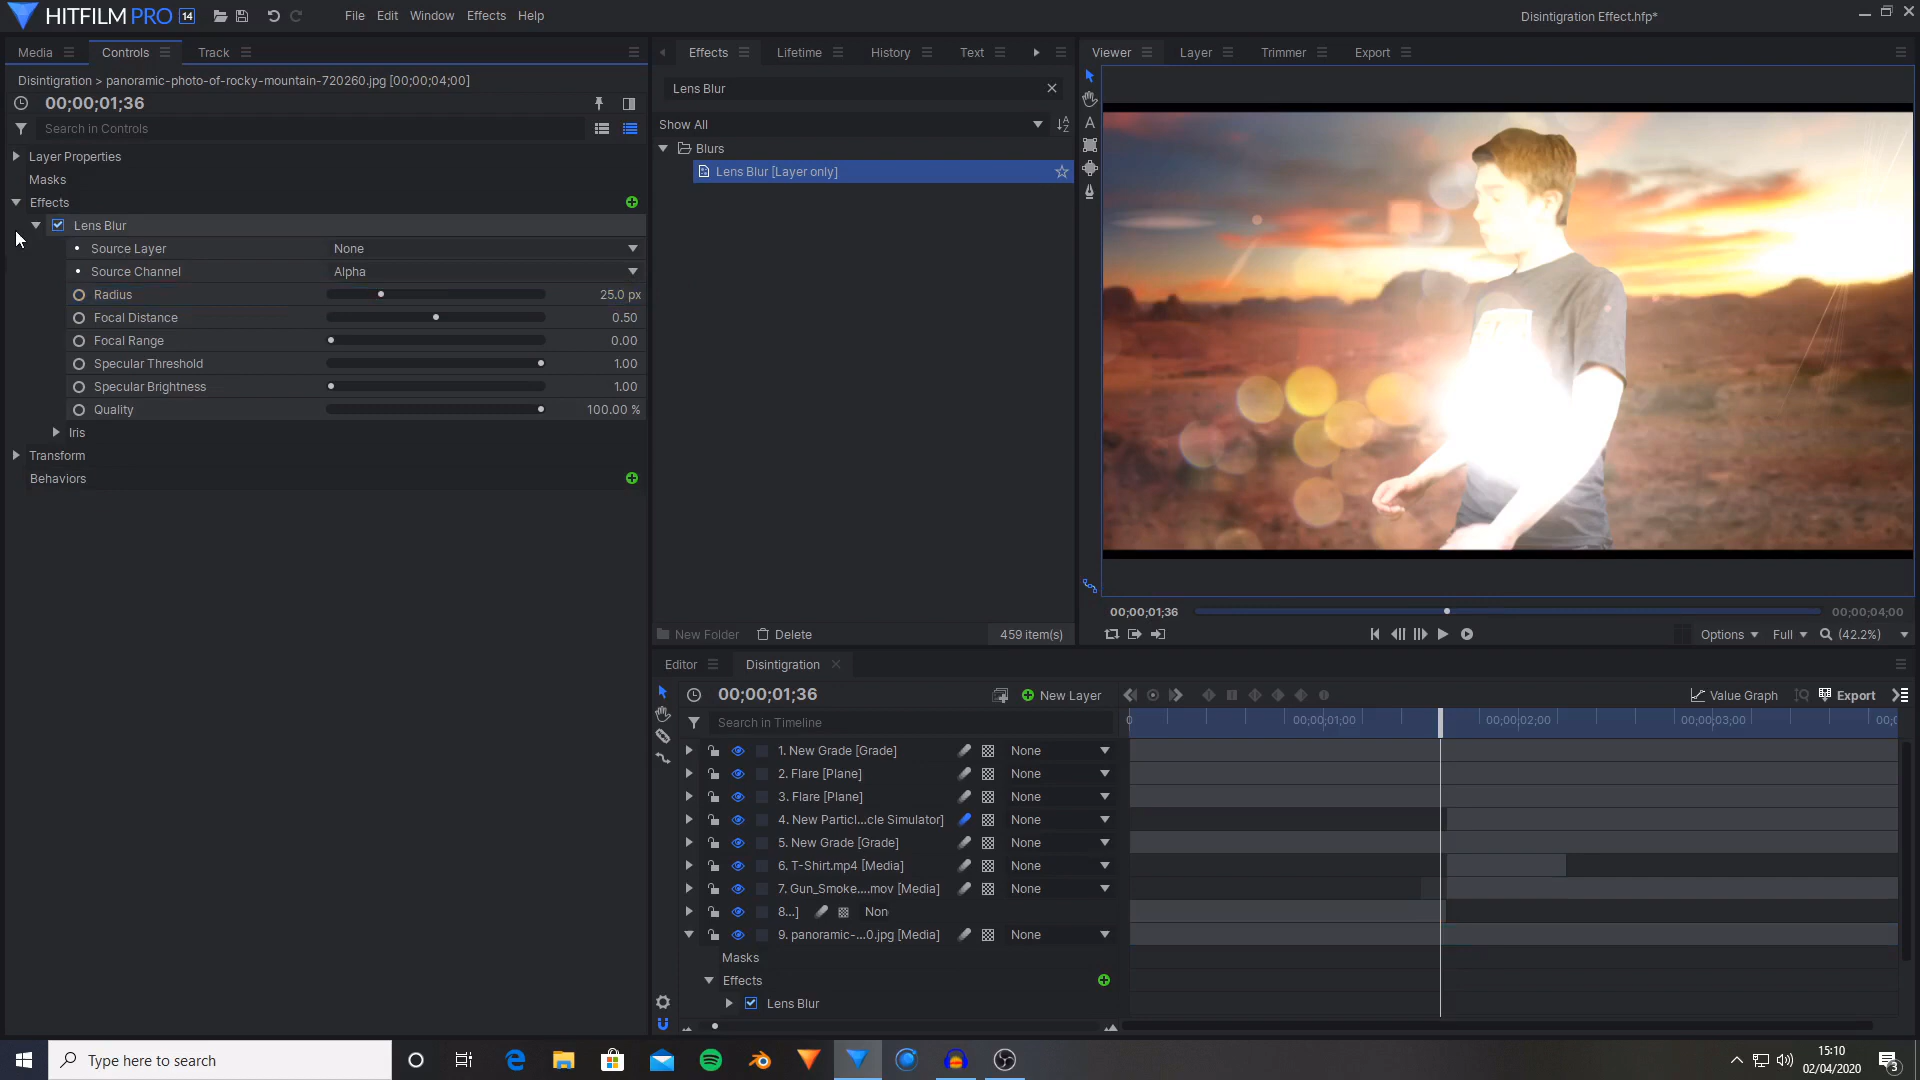 HITFILM PRO 14
File Edit Window Effects Help
Disintigration Effect.hfp*
Media Controls Track
Disintigration > panoramic-photo-of-rocky-mountain-720260.jpg [00;00;04;00]
00;00;01;36
Search in Controls
Layer Properties
Masks
Effects
Lens Blur
Source Layer None
Source Channel Alpha
Radius 25.0 px
Focal Distance 0.50
Focal Range 0.00
Specular Threshold 1.00
Specular Brightness 1.00
Quality 100.00 %
Iris
Transform
Behaviors
Effects Lifetime History Text
Lens Blur
Show All
Blurs
Lens Blur [Layer only]
New Folder Delete 459 item(s)
Viewer Layer Trimmer Export
A
00;00;01;36 00;00;04;00
Options Full (42.2%)
Editor Disintigration
00;00;01;36 New Layer Value Graph Export
Search in Timeline
0 00;00;01;00 00;00;02;00 00;00;03;00 00;0
1. New Grade [Grade] None
2. Flare [Plane] None
3. Flare [Plane] None
4. New Particl...cle Simulator] None
5. New Grade [Grade] None
6. T-Shirt.mp4 [Media] None
7. Gun_Smoke....mov [Media] None
8...] Non
9. panoramic-...0.jpg [Media] None
Masks
Effects
Lens Blur
Type here to search
15:10
02/04/2020
3